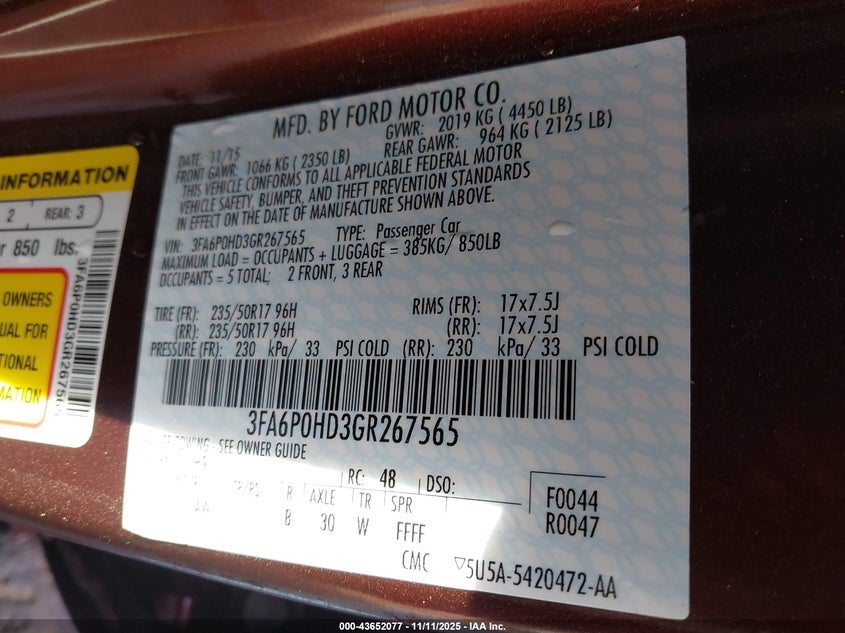 INFORMATION
2 REAR: 3
850 lbs.
3FA6P0HD3GR267565
OWNERS
UAL FOR
TIONAL
MATION
MFD. BY FORD MOTOR CO.
DATE: 11/15 GVWR: 2019 KG ( 4450 LB)
FRONT GAWR: 1066 KG ( 2350 LB) REAR GAWR: 964 KG ( 2125 LB)
THIS VEHICLE CONFORMS TO ALL APPLICABLE FEDERAL MOTOR
VEHICLE SAFETY, BUMPER, AND THEFT PREVENTION STANDARDS
IN EFFECT ON THE DATE OF MANUFACTURE SHOWN ABOVE.
VIN: 3FA6P0HD3GR267565 TYPE: Passenger Car
MAXIMUM LOAD = OCCUPANTS + LUGGAGE = 385KG/ 850LB
OCCUPANTS = 5 TOTAL; 2 FRONT, 3 REAR
TIRE (FR): 235/50R17 96H RIMS (FR): 17x7.5J
(RR): 235/50R17 96H (RR): 17x7.5J
PRESSURE (FR): 230 kPa/ 33 PSI COLD (RR): 230 kPa/ 33 PSI COLD
3FA6P0HD3GR267565
TOWING - SEE OWNER GUIDE
RC: 48 DSO:
TP/PS R AXLE TR SPR
B 30 W FFFF
F0044
R0047
CMC ▽5U5A-5420472-AA
000-43652077 - 11/11/2025 - IAA Inc.